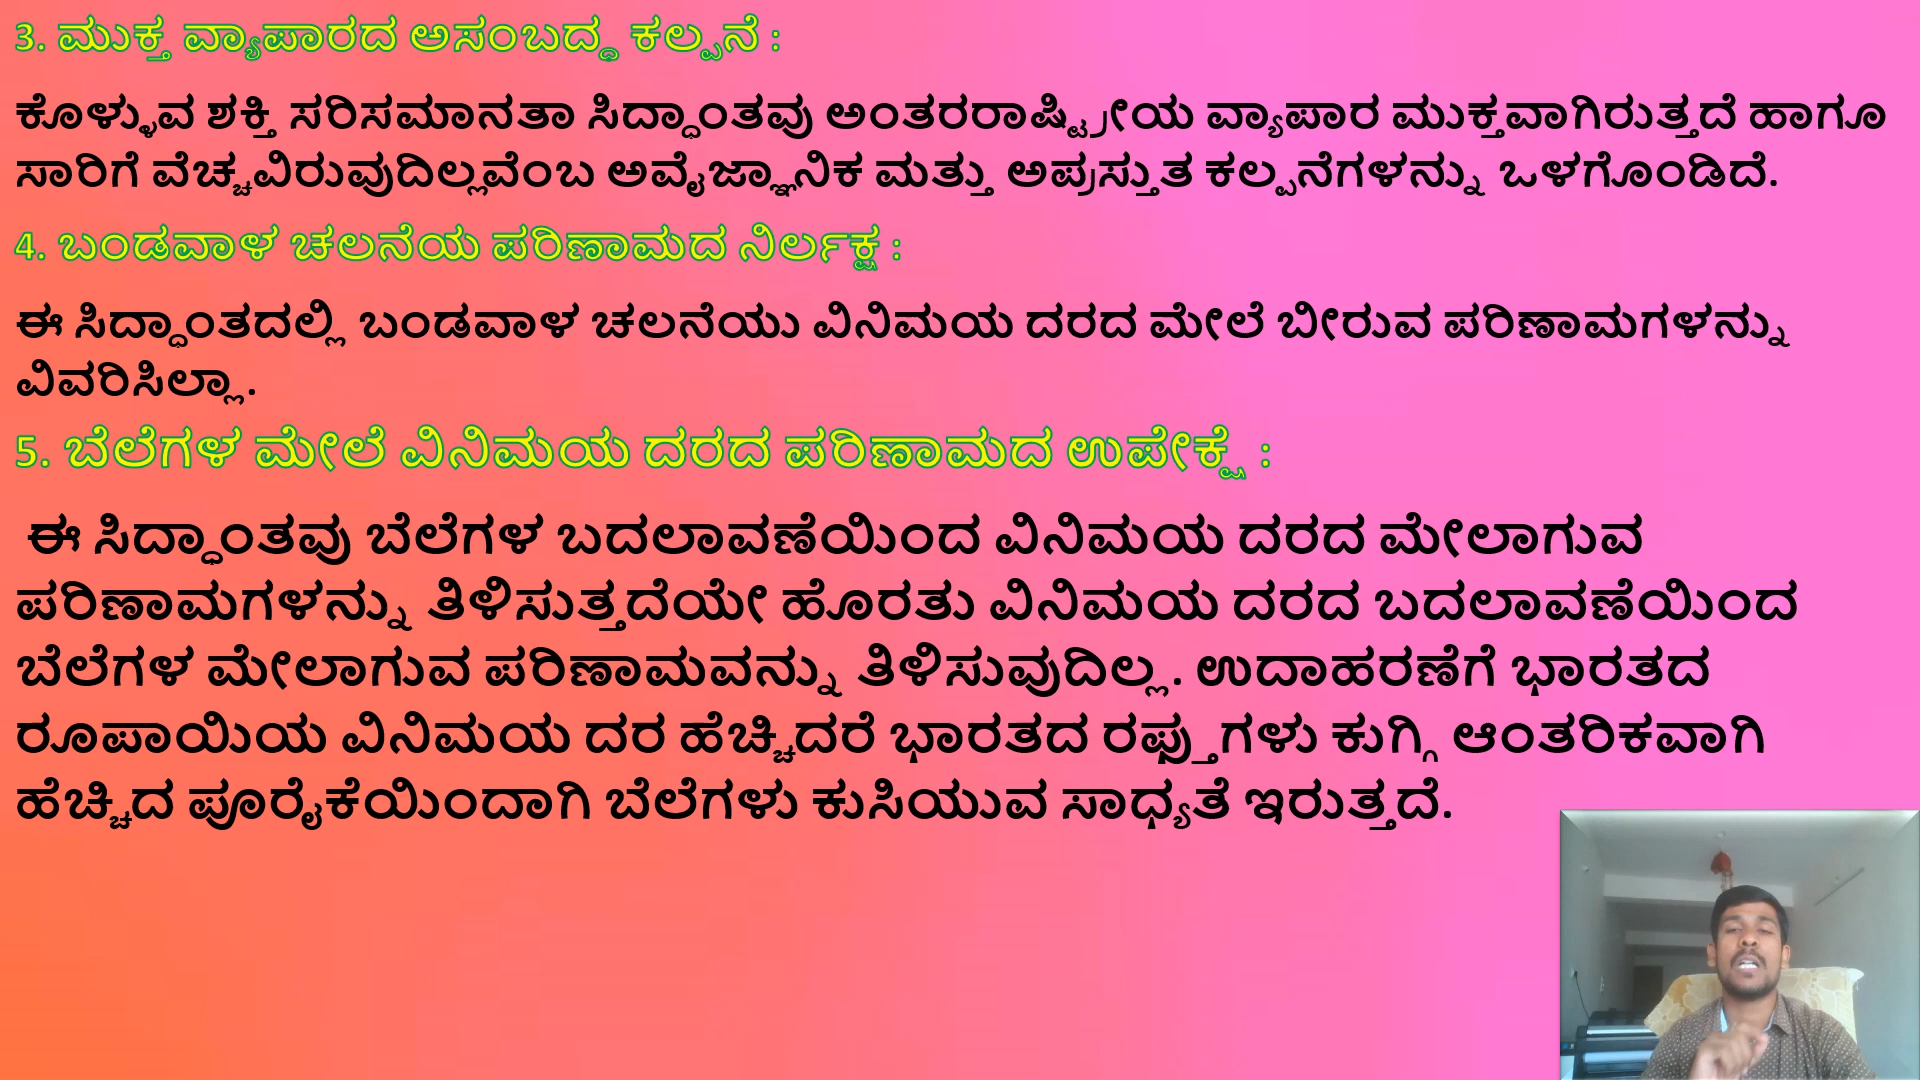 3. ಮುಕ್ತ ವ್ಯಾಪಾರದ ಅಸಂಬದ್ಧ ಕಲ್ಪನೆ :
ಕೊಳ್ಳುವ ಶಕ್ತಿ ಸರಿಸಮಾನತಾ ಸಿದ್ಧಾಂತವು ಅಂತರರಾಷ್ಟ್ರೀಯ ವ್ಯಾಪಾರ ಮುಕ್ತವಾಗಿರುತ್ತದೆ ಹಾಗೂ
ಸಾರಿಗೆ ವೆಚ್ಚವಿರುವುದಿಲ್ಲವೆಂಬ ಅವೈಜ್ಞಾನಿಕ ಮತ್ತು ಅಪ್ರಸ್ತುತ ಕಲ್ಪನೆಗಳನ್ನು ಒಳಗೊಂಡಿದೆ.
4. ಬಂಡವಾಳ ಚಲನೆಯ ಪರಿಣಾಮದ ನಿರ್ಲಕ್ಷ :
ಈ ಸಿದ್ಧಾಂತದಲ್ಲಿ ಬಂಡವಾಳ ಚಲನೆಯು ವಿನಿಮಯ ದರದ ಮೇಲೆ ಬೀರುವ ಪರಿಣಾಮಗಳನ್ನು
ವಿವರಿಸಿಲ್ಲಾ.
5. ಬೆಲೆಗಳ ಮೇಲೆ ವಿನಿಮಯ ದರದ ಪರಿಣಾಮದ ಉಪೇಕ್ಷೆ :
ಈ ಸಿದ್ಧಾಂತವು ಬೆಲೆಗಳ ಬದಲಾವಣೆಯಿಂದ ವಿನಿಮಯ ದರದ ಮೇಲಾಗುವ
ಪರಿಣಾಮಗಳನ್ನು ತಿಳಿಸುತ್ತದೆಯೇ ಹೊರತು ವಿನಿಮಯ ದರದ ಬದಲಾವಣೆಯಿಂದ
ಬೆಲೆಗಳ ಮೇಲಾಗುವ ಪರಿಣಾಮವನ್ನು ತಿಳಿಸುವುದಿಲ್ಲ. ಉದಾಹರಣೆಗೆ ಭಾರತದ
ರೂಪಾಯಿಯ ವಿನಿಮಯ ದರ ಹೆಚ್ಚಿದರೆ ಭಾರತದ ರಫ್ತುಗಳು ಕುಗ್ಗಿ ಆಂತರಿಕವಾಗಿ
ಹೆಚ್ಚಿದ ಪೂರೈಕೆಯಿಂದಾಗಿ ಬೆಲೆಗಳು ಕುಸಿಯುವ ಸಾಧ್ಯತೆ ಇರುತ್ತದೆ.